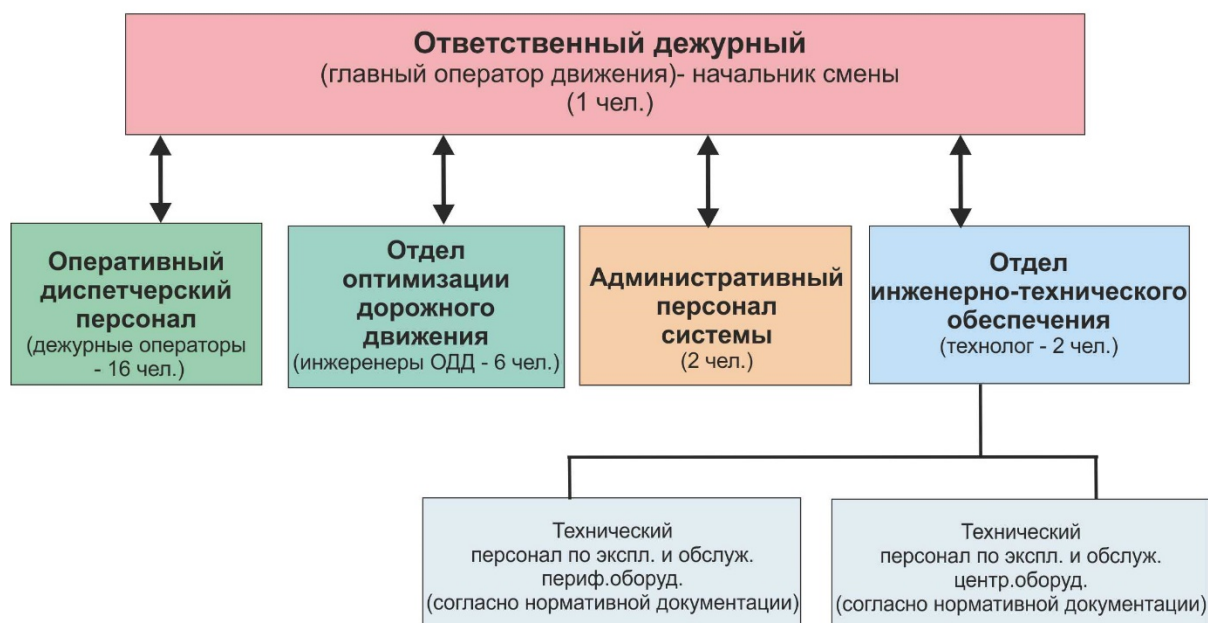 Ответственный дежурный
(главный оператор движения)- начальник смены
(1 чел.)
Оперативный
диспетчерский
персонал
(дежурные операторы
- 16 чел.)
Отдел
оптимизации
дорожного
движения
(инжеренеры ОДД - 6 чел.)
Административный
персонал
системы
(2 чел.)
Отдел
инженерно-технического
обеспечения
(технолог - 2 чел.)
Технический
персонал по экспл. и обслуж.
периф.оборуд.
(согласно нормативной документации)
Технический
персонал по экспл. и обслуж.
центр.оборуд.
(согласно нормативной документации)